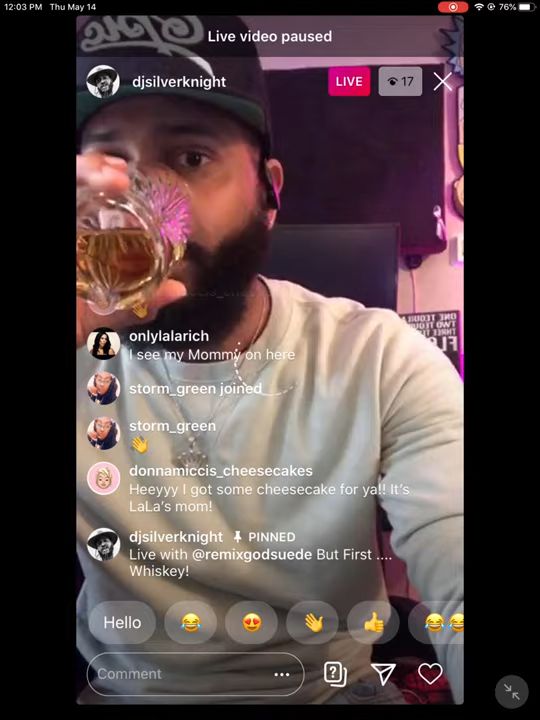 12:03 PM Thu May 14
76%
Live video paused
djsilverknight
LIVE
17
onlylalarich
I see my Mommy on here
storm_green joined
storm_green
donnamiccis_cheesecakes
Heeyyy I got some cheesecake for ya!! It's
LaLa's mom!
djsilverknight PINNED
Live with @remixgodsuede But First ....
Whiskey!
Hello
Comment
ONE TEQUILA